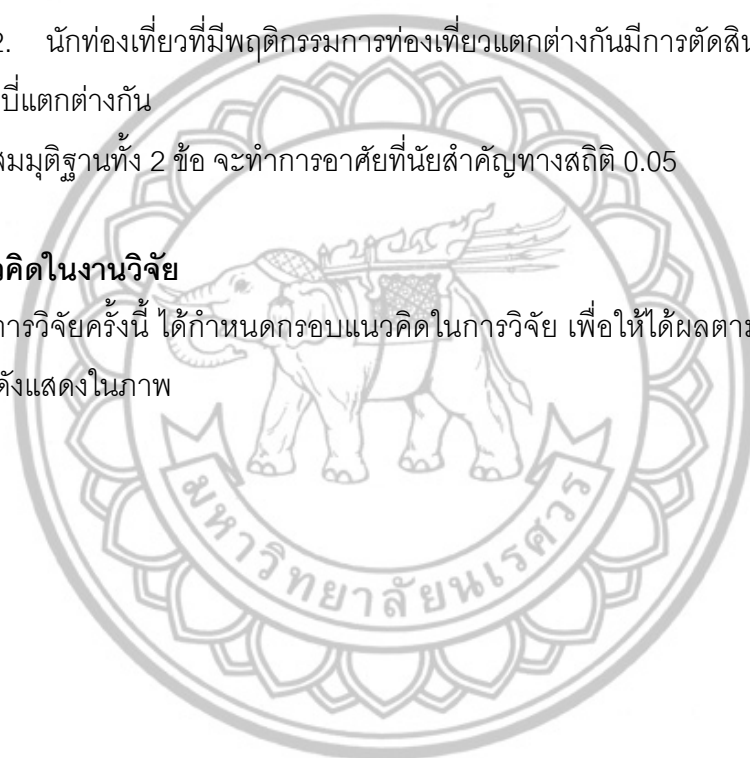 2. นักท่องเที่ยวที่มีพฤติกรรมการท่องเที่ยวแตกต่างกันมีการตัดสิน
บี่แตกต่างกัน
สมมุติฐานทั้ง 2 ข้อ จะทำการอาศัยที่นัยสำคัญทางสถิติ 0.05
คิดในงานวิจัย
การวิจัยครั้งนี้ ได้กำหนดกรอบแนวคิดในการวิจัย เพื่อให้ได้ผลตาม
ดังแสดงในภาพ
มหาวิทยาลัยนเรศวร